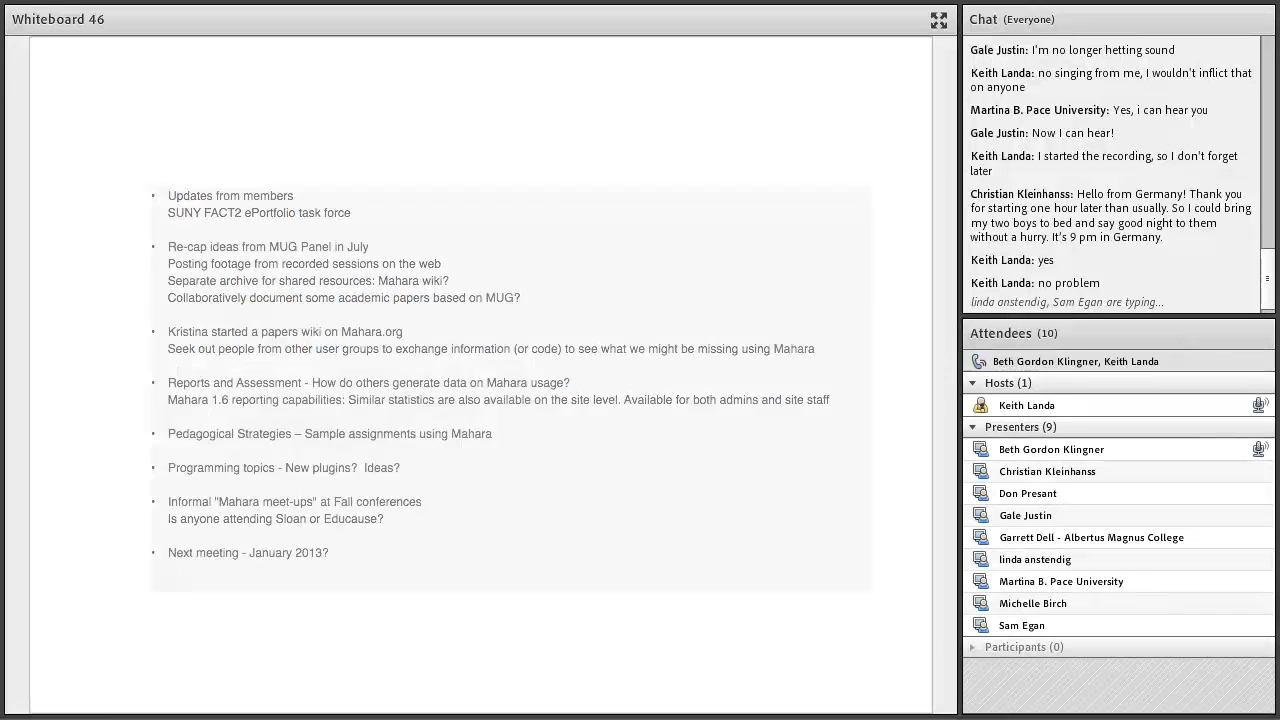 Whiteboard 46
• Updates from members
SUNY FACT2 ePortfolio task force
• Re-cap ideas from MUG Panel in July
Posting footage from recorded sessions on the web
Separate archive for shared resources: Mahara wiki?
Collaboratively document some academic papers based on MUG?
• Kristina started a papers wiki on Mahara.org
Seek out people from other user groups to exchange information (or code) to see what we might be missing using Mahara
• Reports and Assessment - How do others generate data on Mahara usage?
Mahara 1.6 reporting capabilities: Similar statistics are also available on the site level. Available for both admins and site staff
• Pedagogical Strategies – Sample assignments using Mahara
• Programming topics - New plugins?  Ideas?
• Informal "Mahara meet-ups" at Fall conferences
Is anyone attending Sloan or Educause?
• Next meeting - January 2013?
Chat (Everyone)
Gale Justin: I'm no longer hetting sound
Keith Landa: no singing from me, I wouldn't inflict that
on anyone
Martina B. Pace University: Yes, i can hear you
Gale Justin: Now I can hear!
Keith Landa: I started the recording, so I don't forget
later
Christian Kleinhanss: Hello from Germany! Thank you
for starting one hour later than usually. So I could bring
my two boys to bed and say good night to them
without a hurry. It's 9 pm in Germany.
Keith Landa: yes
Keith Landa: no problem
linda anstendig, Sam Egan are typing...
Attendees (10)
Beth Gordon Klingner, Keith Landa
Hosts (1)
Keith Landa
Presenters (9)
Beth Gordon Klingner
Christian Kleinhanss
Don Presant
Gale Justin
Garrett Dell - Albertus Magnus College
linda anstendig
Martina B. Pace University
Michelle Birch
Sam Egan
Participants (0)